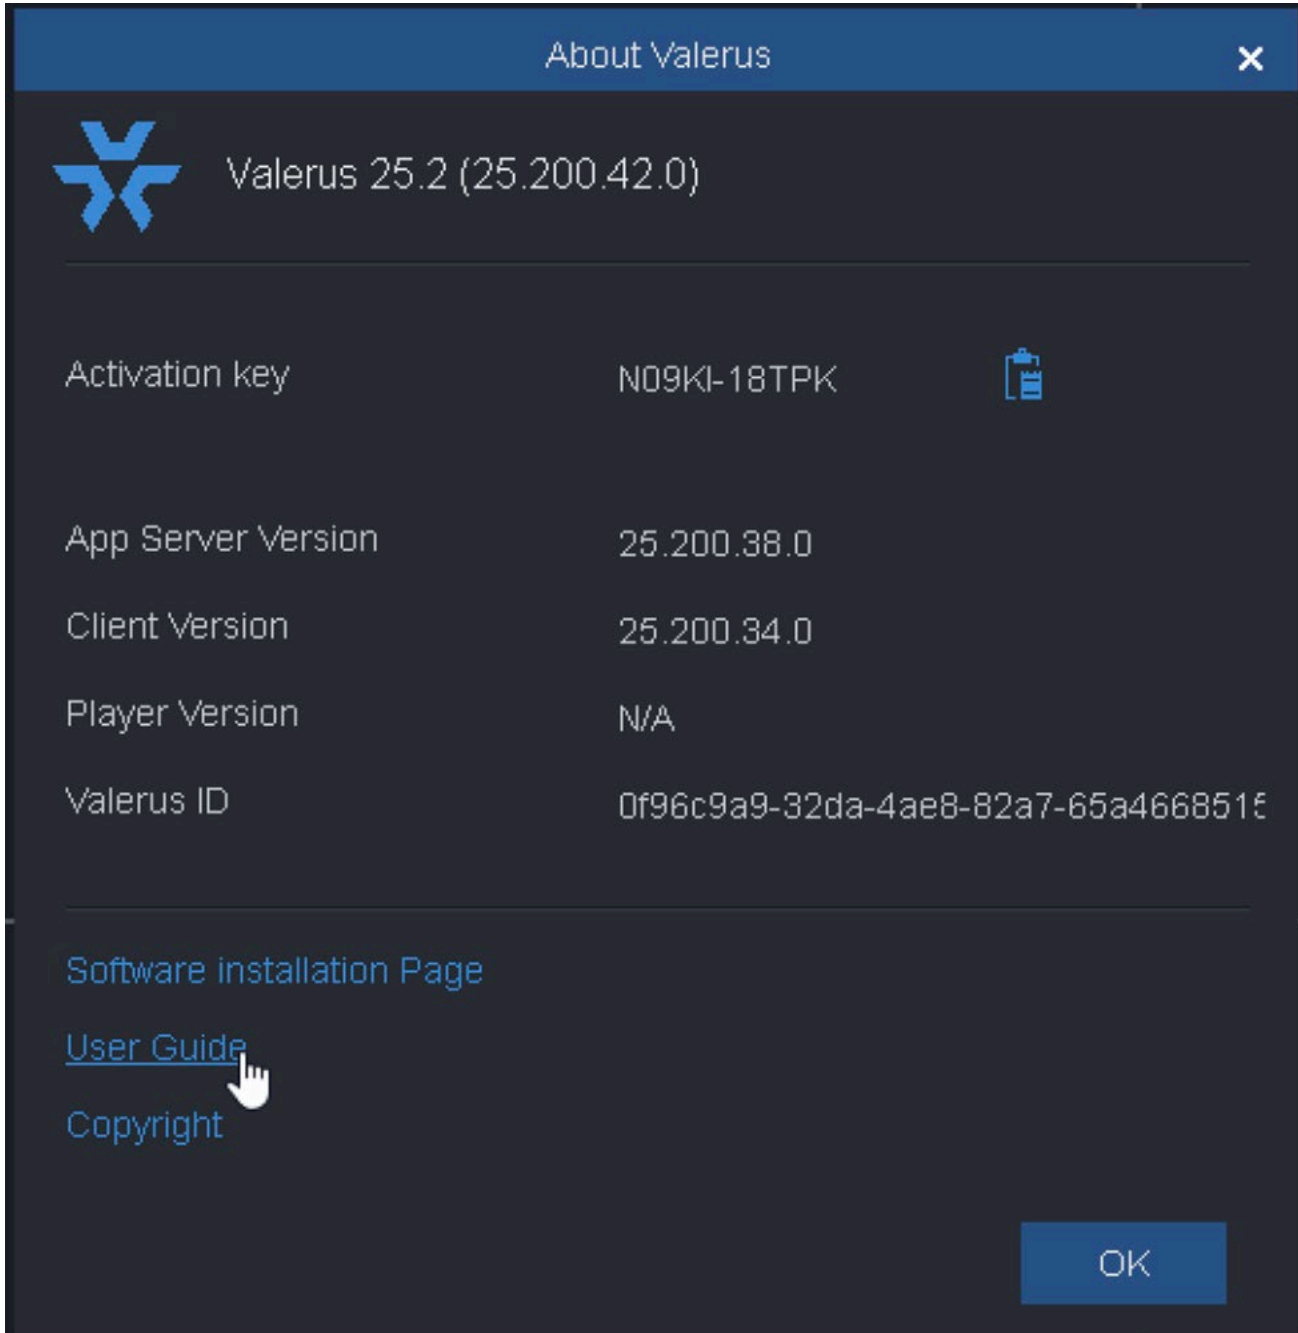 About Valerus
Valerus 25.2 (25.200.42.0)
Activation key N09KI-18TPK
App Server Version 25.200.38.0
Client Version 25.200.34.0
Player Version N/A
Valerus ID 0f96c9a9-32da-4ae8-82a7-65a4668515
Software installation Page
User Guide
Copyright
OK